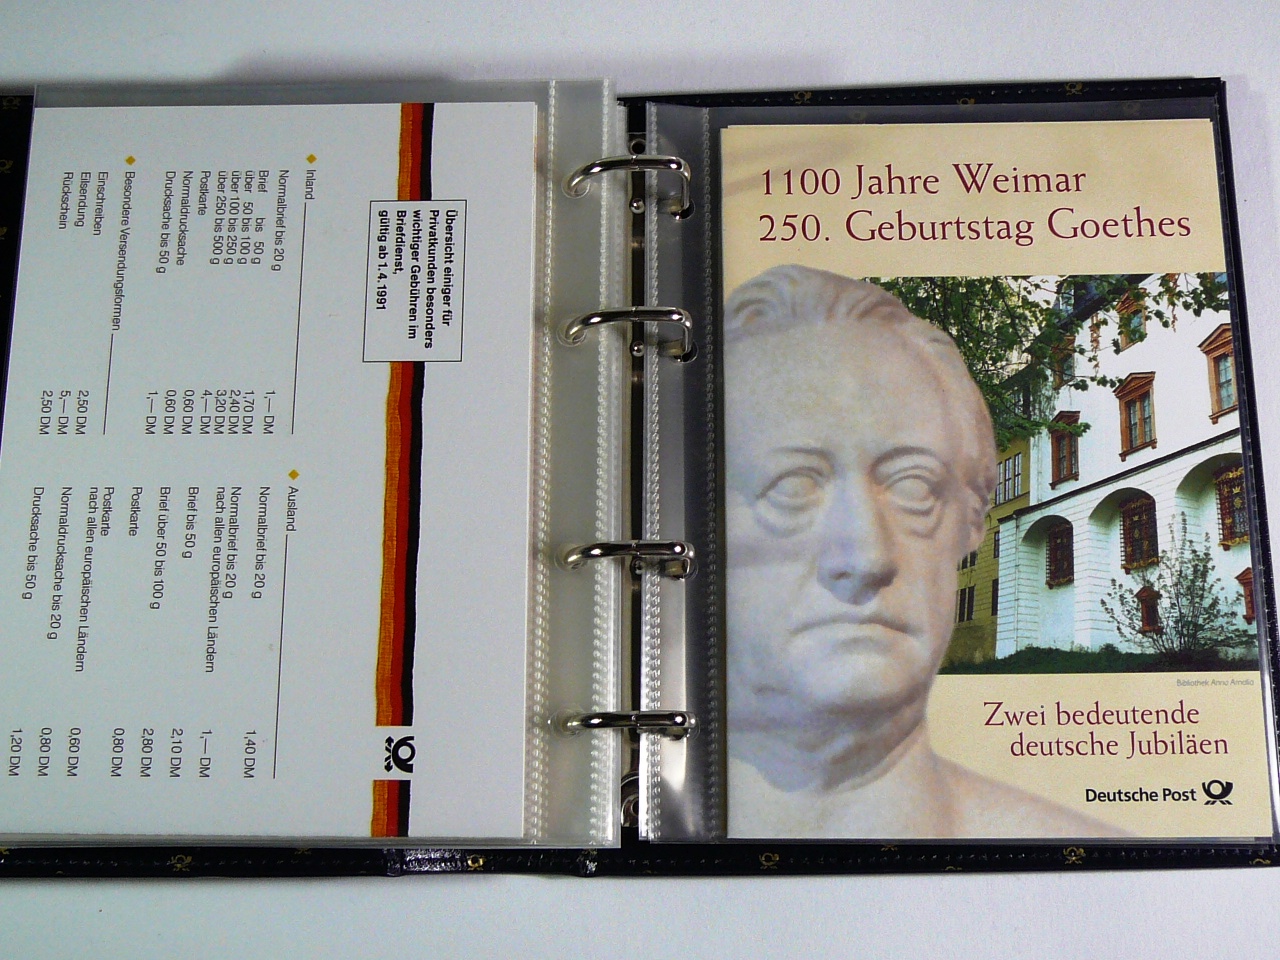 Übersicht einiger für
Privatkunden besonders
wichtiger Gebühren im
Briefdienst,
gültig ab 1.4.1991
Inland
Normalbrief bis 20 g 1,— DM
Brief bis 50 g 1,70 DM
über 50 bis 100 g 2,40 DM
über 100 bis 250 g 3,20 DM
über 250 bis 500 g 4,— DM
Postkarte 0,60 DM
Normaldrucksache 0,60 DM
Drucksache bis 50 g 1,— DM
Besondere Versendungsformen
Einschreiben 2,50 DM
Eilsendung 5,— DM
Rückschein 2,50 DM
Ausland
Normalbrief bis 20 g 1,40 DM
Normalbrief bis 20 g
nach allen europäischen Ländern 1,— DM
Brief bis 50 g 2,10 DM
Brief über 50 bis 100 g 2,80 DM
Postkarte 0,80 DM
Postkarte
nach allen europäischen Ländern 0,60 DM
Normaldrucksache bis 20 g 0,80 DM
Drucksache bis 50 g 1,20 DM
1100 Jahre Weimar
250. Geburtstag Goethes
Bibliothek Anna Amalia
Zwei bedeutende
deutsche Jubiläen
Deutsche Post